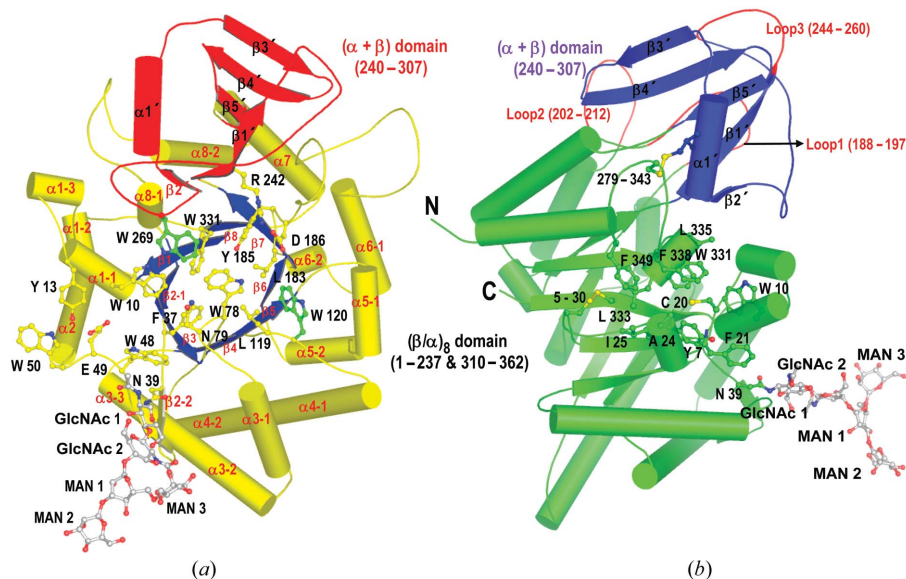 (α + β) domain
(240 – 307)
β3´
β4´
β5´
β1´
α1´
α7
α8-2
R 242
β2´
α1-3
α8-1
W 331
α1-2
W 269
β8
β7
D 186
β1
Y 185
α6-1
α6-2
Y 13
α1-1
L 183
W 10
β2-1
β6
α5-1
W 78
β5
W 120
α2
F 37
N 79
L 119
β3
β4
W 50
W 48
α5-2
E 49
N 39
α3-3
β2-2
GlcNAc 1
α4-2
α3-1
α4-1
GlcNAc 2
α3-2
MAN 1
MAN 2
MAN 3
(β/α)8 domain
(1 – 237 & 310 – 362)
(a)
Loop3 (244 – 260)
(α + β) domain
(240 – 307)
β3´
β4´
β5´
Loop2 (202 – 212)
β1´
α1´
Loop1 (188 – 197
279 – 343
β2´
N
L 335
F 349
F 338
W 331
C
5 - 30
C 20
W 10
L 333
I 25
A 24
Y 7
F 21
GlcNAc 2
MAN 3
N 39
GlcNAc 1
MAN 1
MAN 2
(b)